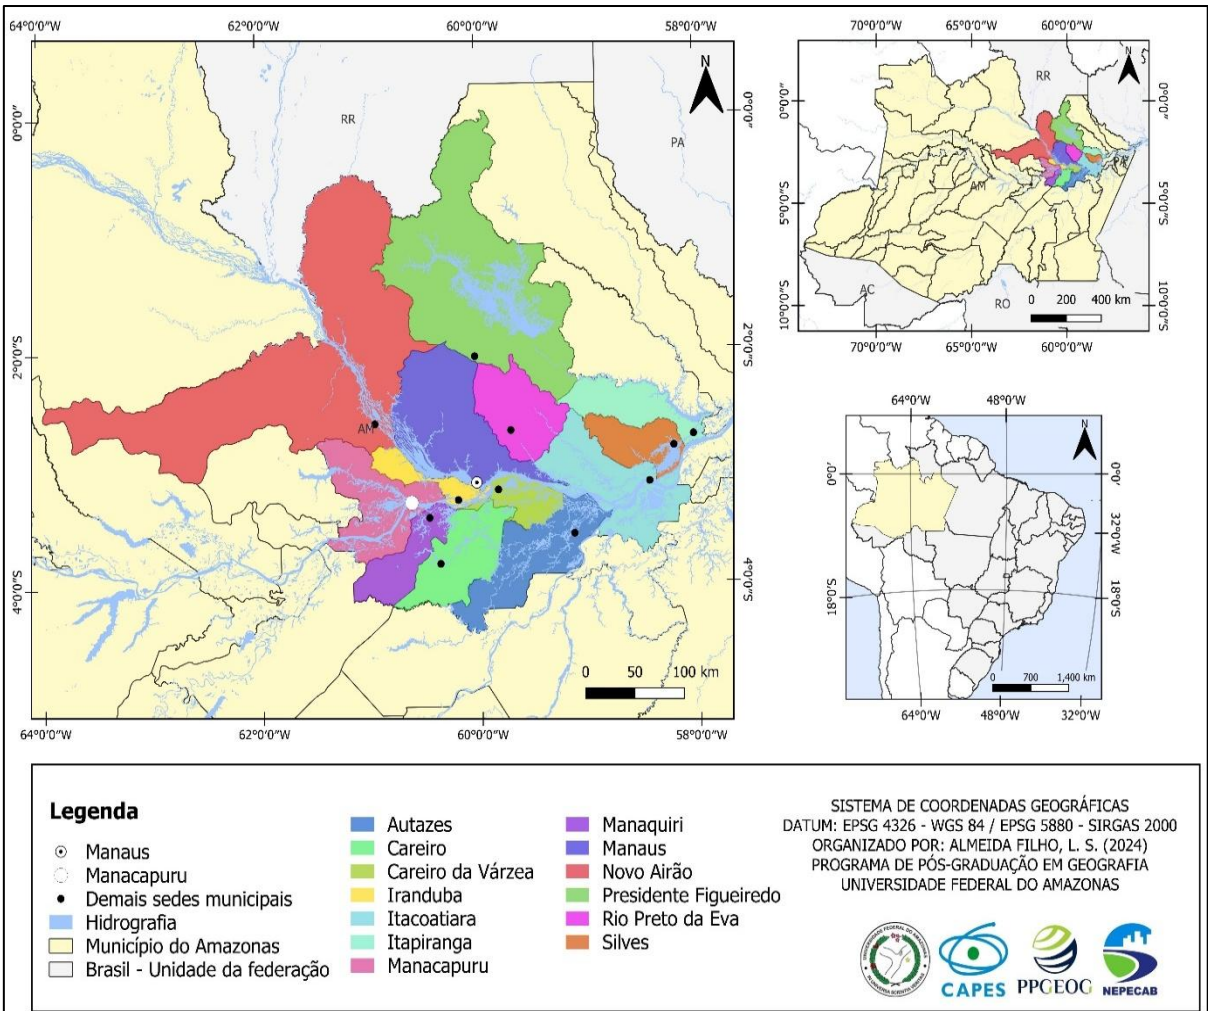 64°0'0"W
62°0'0"W
60°0'0"W
58°0'0"W
N
RR
PA
AM
0°0'0"
2°0'0"S
4°0'0"S
0°0'0"
2°0'0"S
4°0'0"S
0 50 100 km
64°0'0"W
62°0'0"W
60°0'0"W
58°0'0"W
70°0'0"W
65°0'0"W
60°0'0"W
N
RR
AM
PA
AC
RO
0°0'0"
5°0'0"S
10°0'0"S
0°0'0"
5°0'0"S
10°0'0"S
0 200 400 km
70°0'0"W
65°0'0"W
60°0'0"W
64°0'W
48°0'W
N
0°0'
18°0'S
0°0'
32°0'W
18°0'S
0 700 1,400 km
64°0'W
48°0'W
32°0'W
Legenda
Manaus
Manacapuru
Demais sedes municipais
Hidrografia
Município do Amazonas
Brasil - Unidade da federação
Autazes
Careiro
Careiro da Várzea
Iranduba
Itacoatiara
Itapiranga
Manacapuru
Manaquiri
Manaus
Novo Airão
Presidente Figueiredo
Rio Preto da Eva
Silves
SISTEMA DE COORDENADAS GEOGRÁFICAS
DATUM: EPSG 4326 - WGS 84 / EPSG 5880 - SIRGAS 2000
ORGANIZADO POR: ALMEIDA FILHO, L. S. (2024)
PROGRAMA DE PÓS-GRADUAÇÃO EM GEOGRAFIA
UNIVERSIDADE FEDERAL DO AMAZONAS
UNIVERSIDADE FEDERAL DO AMAZONAS
IN UNIVERSA SCIENTIA VERITAS
CAPES
PPGEOG
NEPECAB